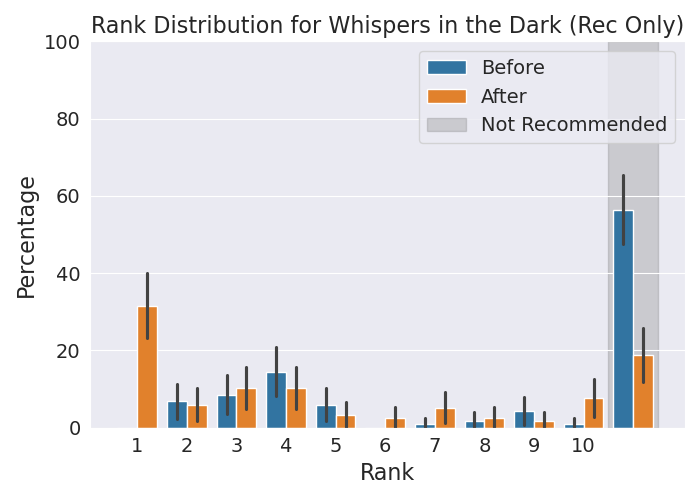 Rank Distribution for Whispers in the Dark (Rec Only)
100
80
60
40
20
0
Percentage
Before
After
Not Recommended
1 2 3 4 5 6 7 8 9 10
Rank